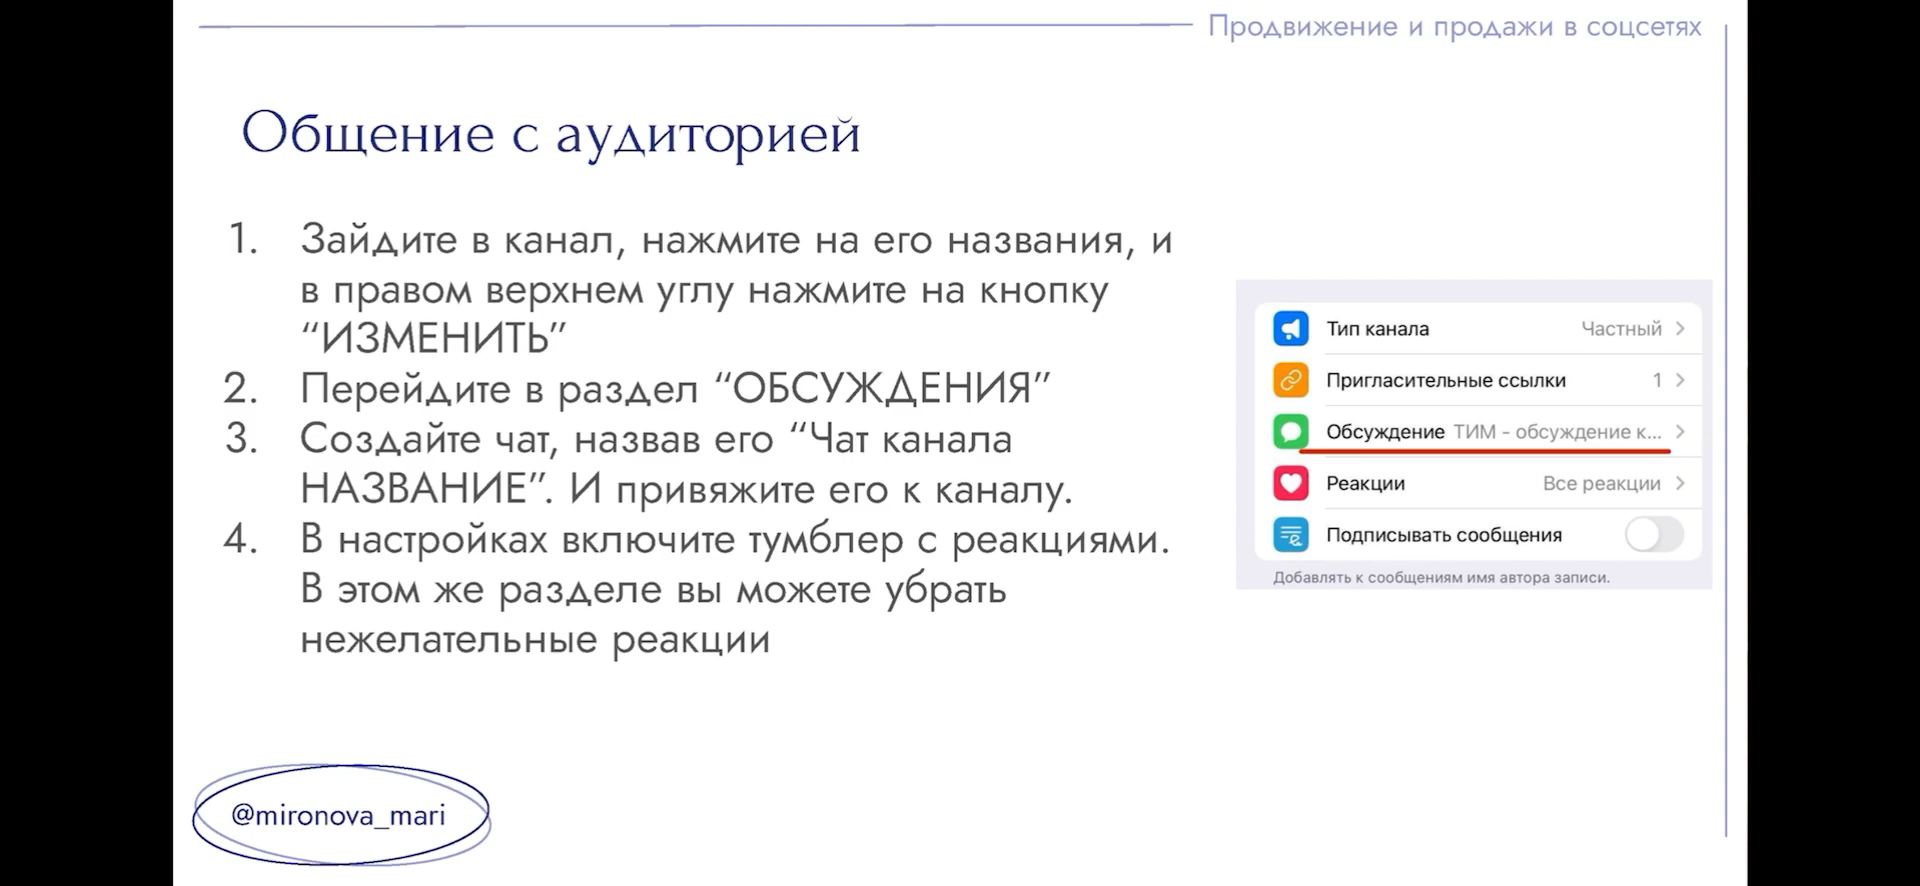 Продвижение и продажи в соцсетях
Общение с аудиторией
1. Зайдите в канал, нажмите на его названия, и
в правом верхнем углу нажмите на кнопку
“ИЗМЕНИТЬ”
2. Перейдите в раздел “ОБСУЖДЕНИЯ”
3. Создайте чат, назвав его “Чат канала
НАЗВАНИЕ”. И привяжите его к каналу.
4. В настройках включите тумблер с реакциями.
В этом же разделе вы можете убрать
нежелательные реакции
Тип канала Частный
Пригласительные ссылки 1
Обсуждение ТИМ - обсуждение к...
Реакции Все реакции
Подписывать сообщения
Добавлять к сообщениям имя автора записи.
@mironova_mari